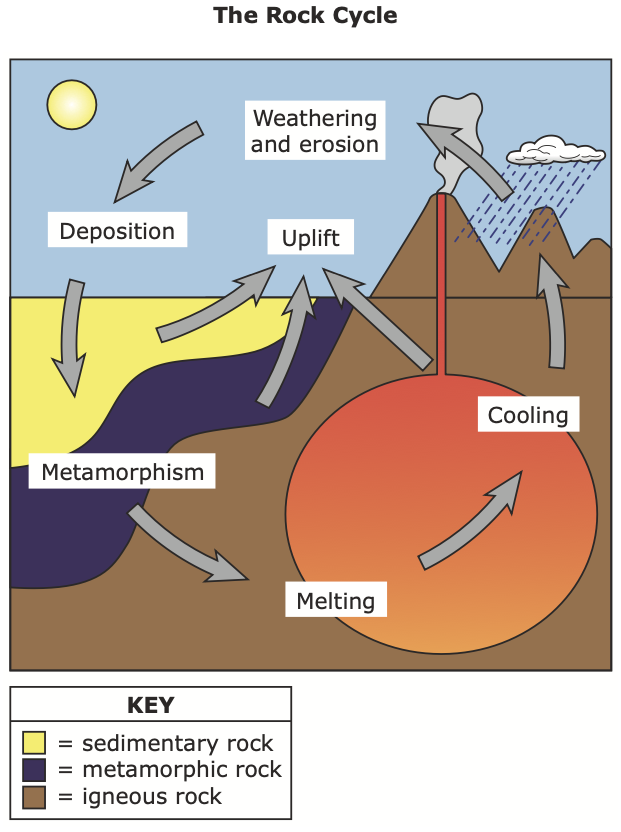 The Rock Cycle
Weathering
and erosion
Deposition
Uplift
Cooling
Metamorphism
Melting
KEY
= sedimentary rock
= metamorphic rock
= igneous rock